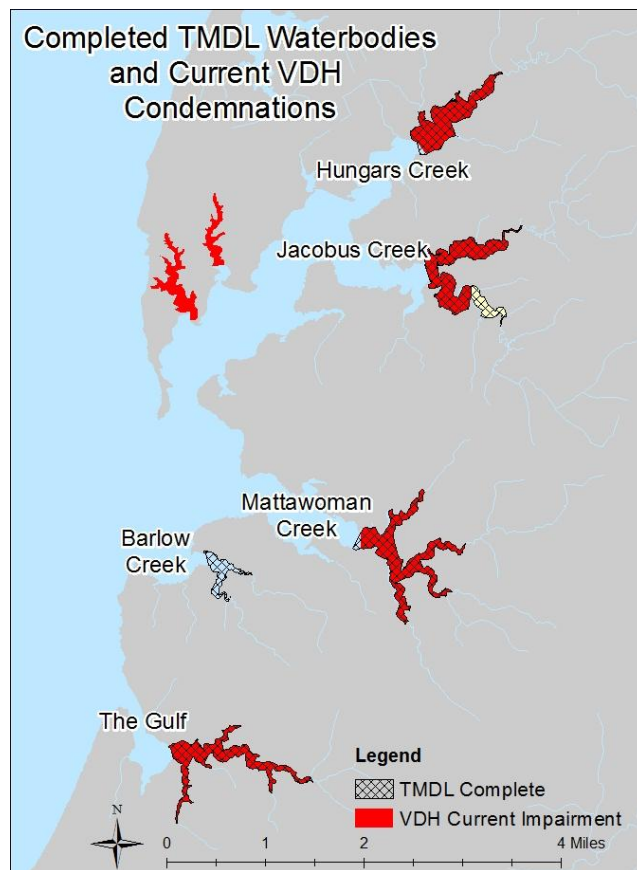 Completed TMDL Waterbodies
and Current VDH
Condemnations
Hungars Creek
Jacobus Creek
Mattawoman
Creek
Barlow
Creek
The Gulf
Legend
TMDL Complete
VDH Current Impairment
N
0 1 2 4 Miles